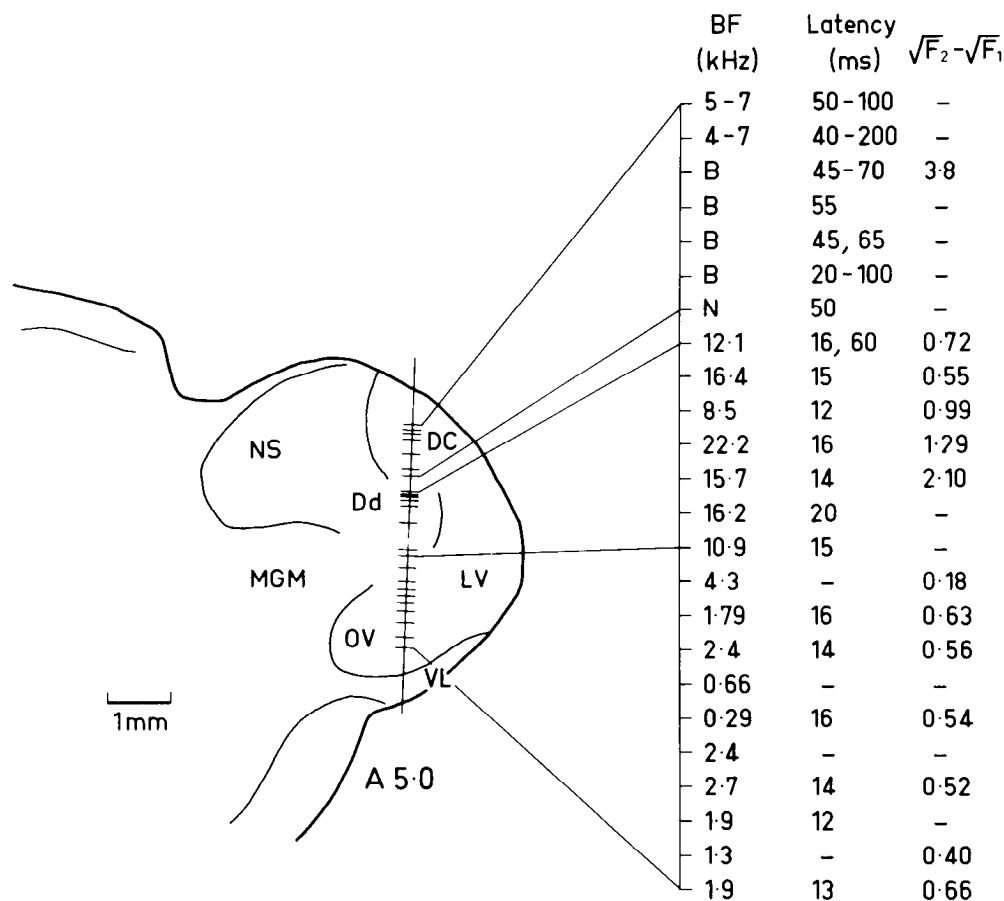 BF Latency √F₂-√F₁
(kHz) (ms)
5-7 50-100 -
4-7 40-200 -
B 45-70 3·8
B 55 -
B 45, 65 -
B 20-100 -
N 50 -
12·1 16, 60 0·72
16·4 15 0·55
8·5 12 0·99
22·2 16 1·29
15·7 14 2·10
16·2 20 -
10·9 15 -
4·3 - 0·18
1·79 16 0·63
2·4 14 0·56
0·66 - -
0·29 16 0·54
2·4 - -
2·7 14 0·52
1·9 12 -
1·3 - 0·40
1·9 13 0·66
NS
DC
Dd
MGM
LV
OV
VL
1mm
A 5·0